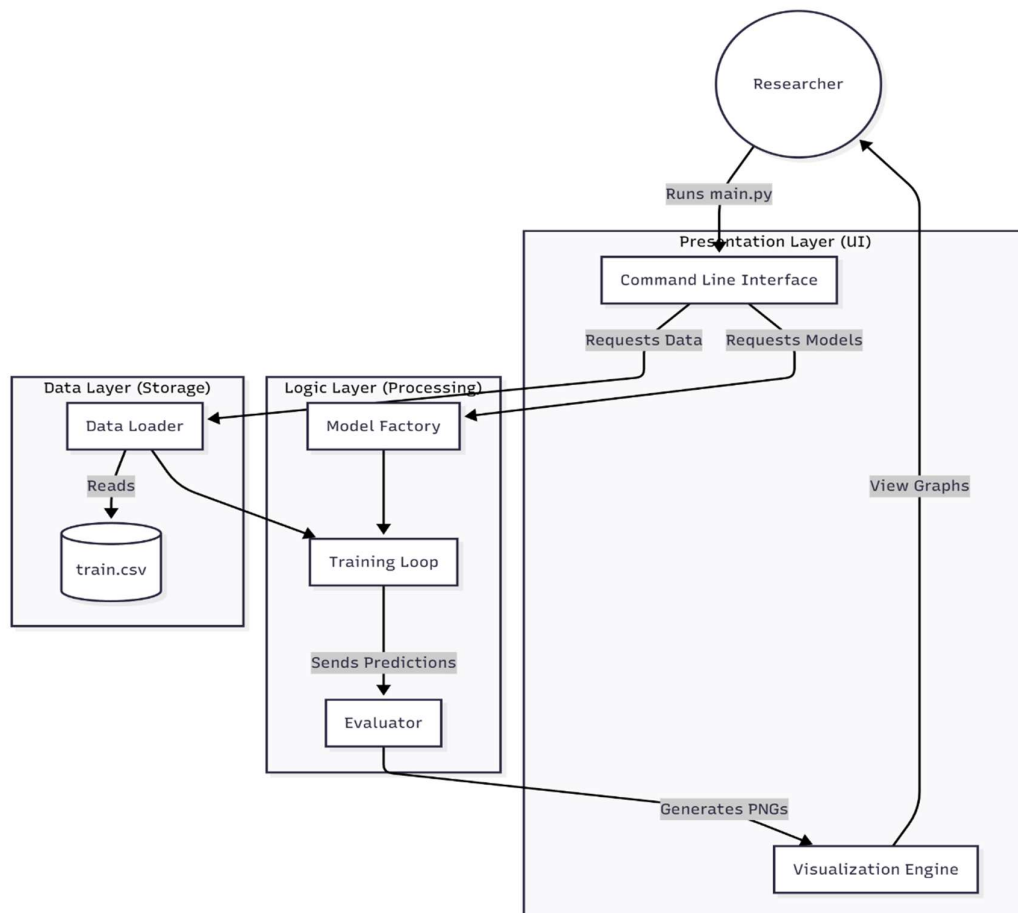 Researcher
Runs main.py
Presentation Layer (UI)
Command Line Interface
Requests Data
Requests Models
Data Layer (Storage)
Logic Layer (Processing)
Data Loader
Model Factory
Reads
View Graphs
train.csv
Training Loop
Sends Predictions
Evaluator
Generates PNGs
Visualization Engine